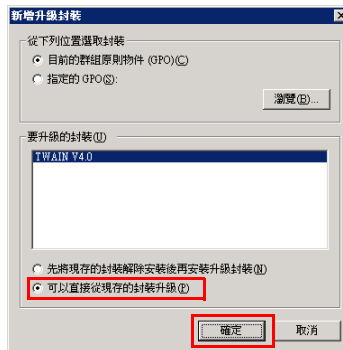 新增升級封裝
從下列位置選取封裝
目前的群組原則物件 (GPO)(C)
指定的 GPO(S):
瀏覽(B)...
要升級的封裝(U)
TWAIN V4.0
先將現存的封裝解除安裝後再安裝升級封裝(N)
可以直接從現存的封裝升級(P)
確定
取消